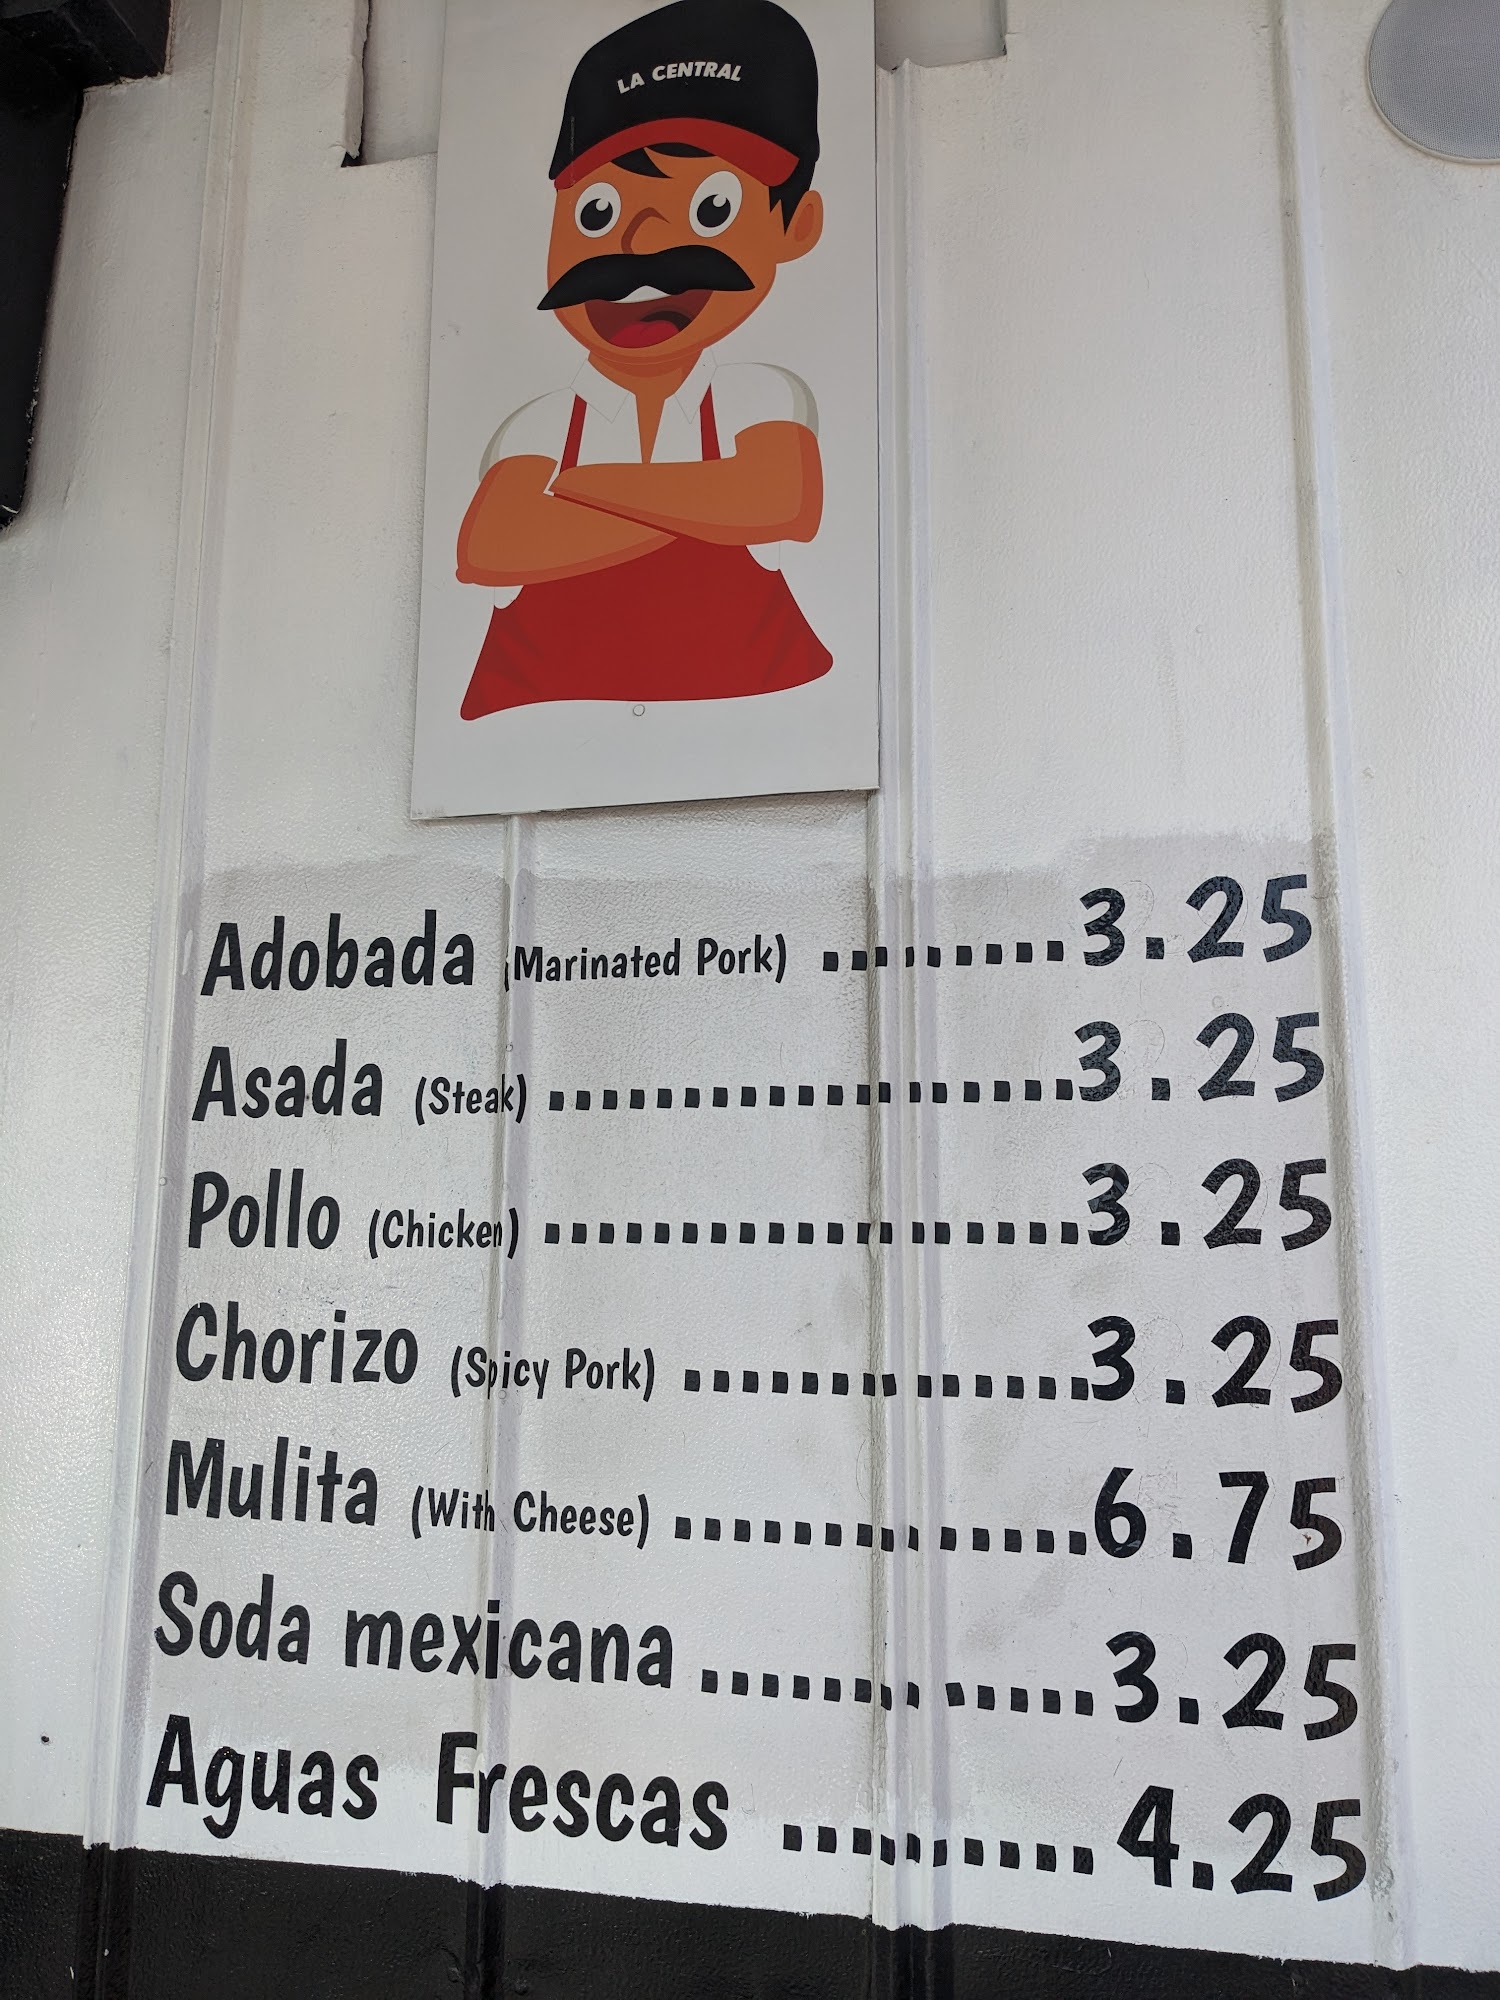 LA CENTRAL
Adobada (Marinated Pork) .........3.25
Asada (Steak) ....................3.25
Pollo (Chicken) ....................3.25
Chorizo (Spicy Pork) ..............3.25
Mulita (With Cheese) ..............6.75
Soda mexicana .............3.25
Aguas Frescas ..........4.25